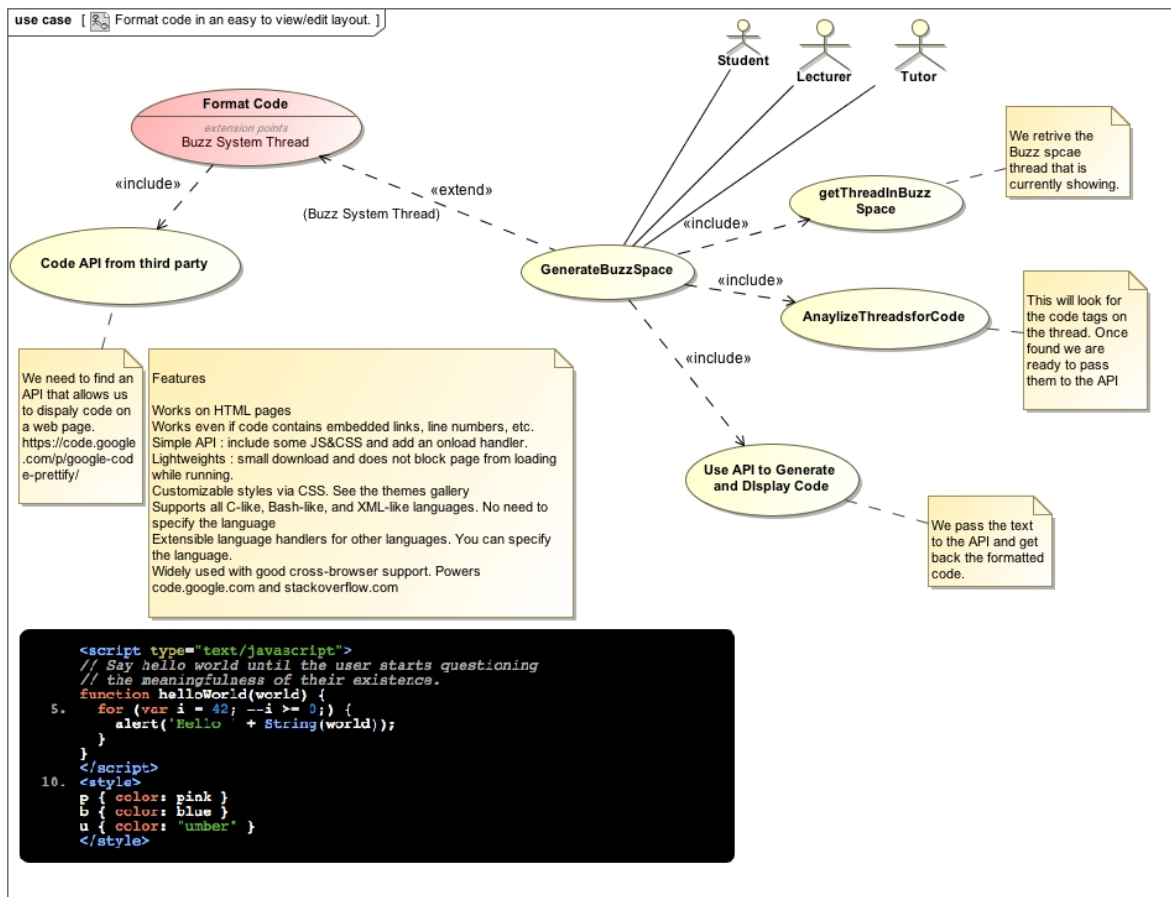 use case [ Format code in an easy to view/edit layout. ]
Student
Lecturer
Tutor
Format Code
extension points
Buzz System Thread
«include»
«extend»
(Buzz System Thread)
Code API from third party
GenerateBuzzSpace
«include»
getThreadInBuzz
Space
We retrive the
Buzz spcae
thread that is
currently showing.
«include»
AnaylizeThreadsforCode
This will look for
the code tags on
the thread. Once
found we are
ready to pass
them to the API
«include»
Use API to Generate
and DIsplay Code
We pass the text
to the API and get
back the formatted
code.
We need to find an
API that allows us
to dispaly code on
a web page.
https://code.google
.com/p/google-cod
e-prettify/
Features
Works on HTML pages
Works even if code contains embedded links, line numbers, etc.
Simple API : include some JS&CSS and add an onload handler.
Lightweights : small download and does not block page from loading
while running.
Customizable styles via CSS. See the themes gallery
Supports all C-like, Bash-like, and XML-like languages. No need to
specify the language
Extensible language handlers for other languages. You can specify
the language.
Widely used with good cross-browser support. Powers
code.google.com and stackoverflow.com
<script type="text/javascript">
// Say hello world until the user starts questioning
// the meaningfulness of their existence.
function helloWorld(world) {
5. for (var i = 42; --i >= 0;) {
alert('Hello ' + String(world));
}
}
</script>
10. <style>
p { color: pink }
b { color: blue }
u { color: "umber" }
</style>